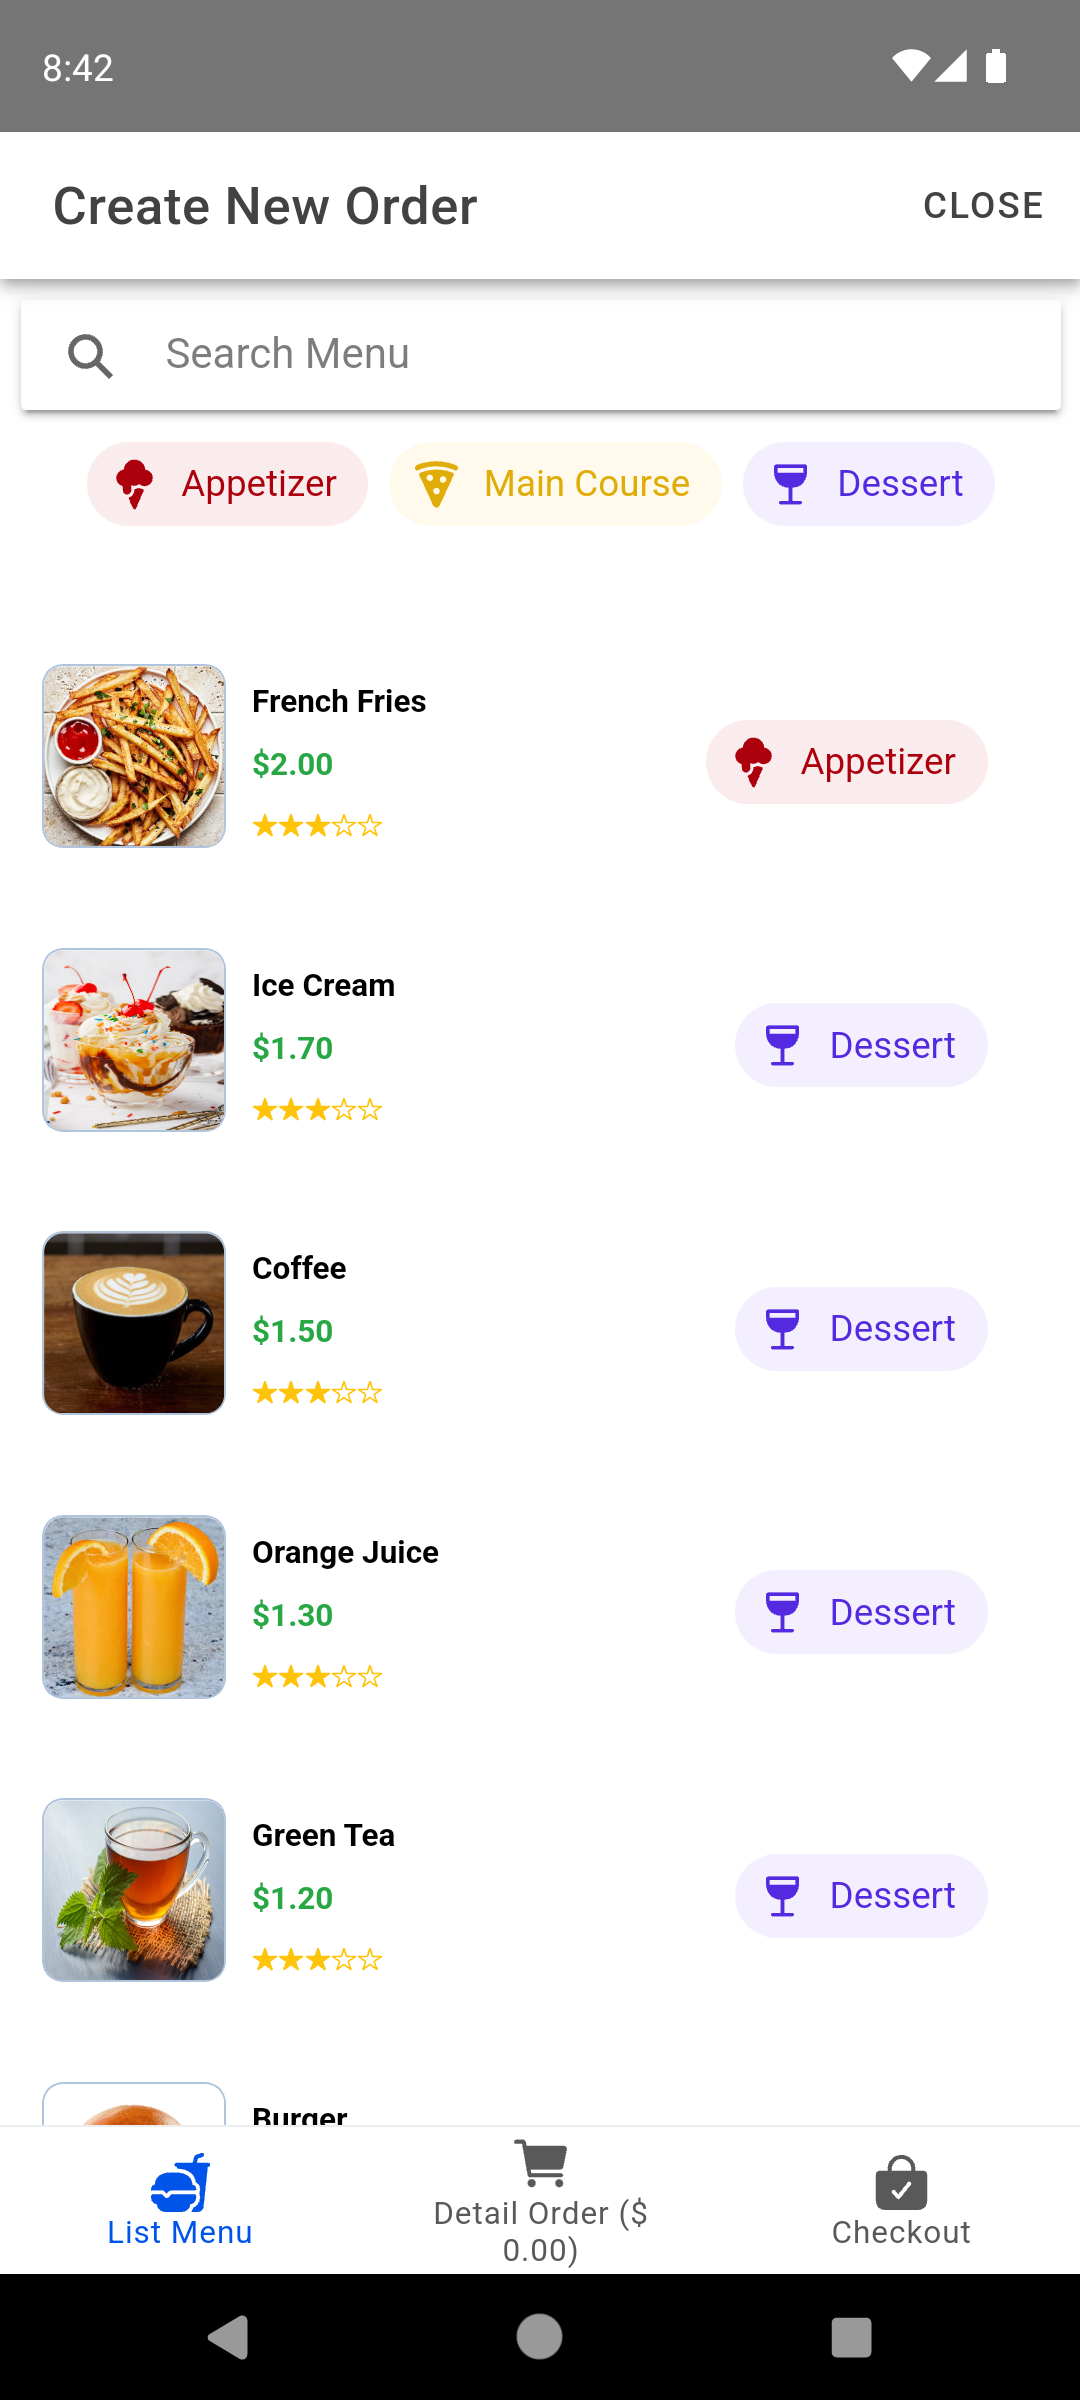 8:42
Create New Order
CLOSE
Search Menu
Appetizer
Main Course
Dessert
French Fries
$2.00
Appetizer
Ice Cream
$1.70
Dessert
Coffee
$1.50
Dessert
Orange Juice
$1.30
Dessert
Green Tea
$1.20
Dessert
Burger
List Menu
Detail Order ($
0.00)
Checkout